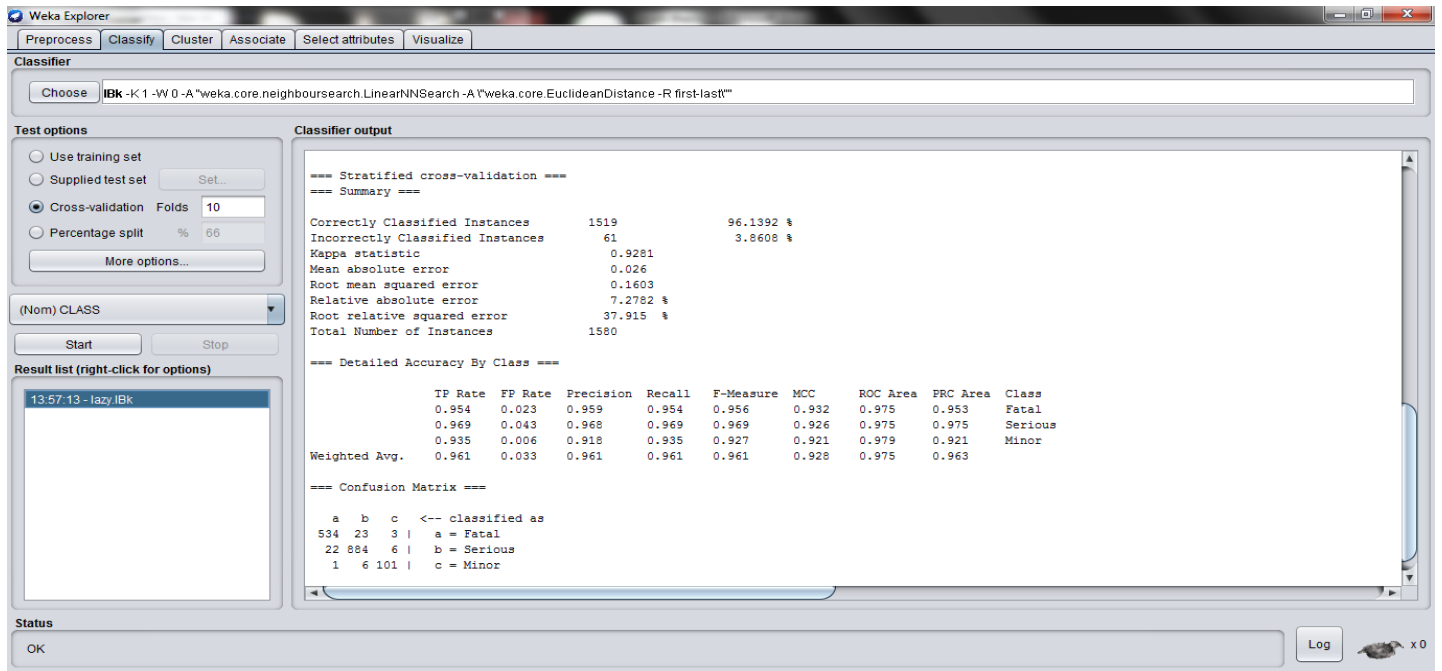 Weka Explorer
Preprocess Classify Cluster Associate Select attributes Visualize
Classifier
Choose IBk -K 1 -W 0 -A "weka.core.neighboursearch.LinearNNSearch -A \"weka.core.EuclideanDistance -R first-last\""
Test options
Use training set
Supplied test set Set...
Cross-validation Folds 10
Percentage split % 66
More options...
(Nom) CLASS
Start Stop
Result list (right-click for options)
13:57:13 - lazy.IBk
Classifier output
=== Stratified cross-validation ===
=== Summary ===
Correctly Classified Instances 1519 96.1392 %
Incorrectly Classified Instances 61 3.8608 %
Kappa statistic 0.9281
Mean absolute error 0.026
Root mean squared error 0.1603
Relative absolute error 7.2782 %
Root relative squared error 37.915 %
Total Number of Instances 1580
=== Detailed Accuracy By Class ===
TP Rate FP Rate Precision Recall F-Measure MCC ROC Area PRC Area Class
0.954 0.023 0.959 0.954 0.956 0.932 0.975 0.953 Fatal
0.969 0.043 0.968 0.969 0.969 0.926 0.975 0.975 Serious
0.935 0.006 0.918 0.935 0.927 0.921 0.979 0.921 Minor
Weighted Avg. 0.961 0.033 0.961 0.961 0.961 0.928 0.975 0.963
=== Confusion Matrix ===
a b c <-- classified as
534 23 3 | a = Fatal
22 884 6 | b = Serious
1 6 101 | c = Minor
Status
OK
Log x 0